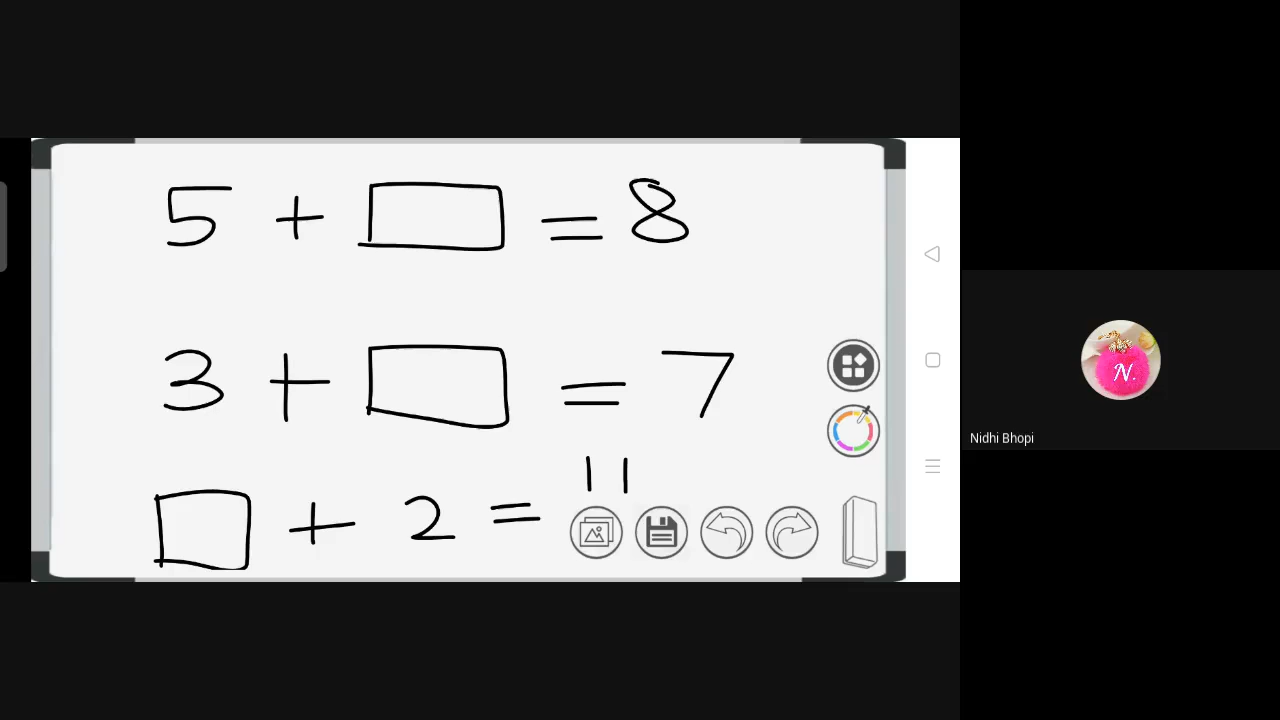 5 + □ = 8
3 + □ = 7
□ + 2 = 11
N.
Nidhi Bhopi